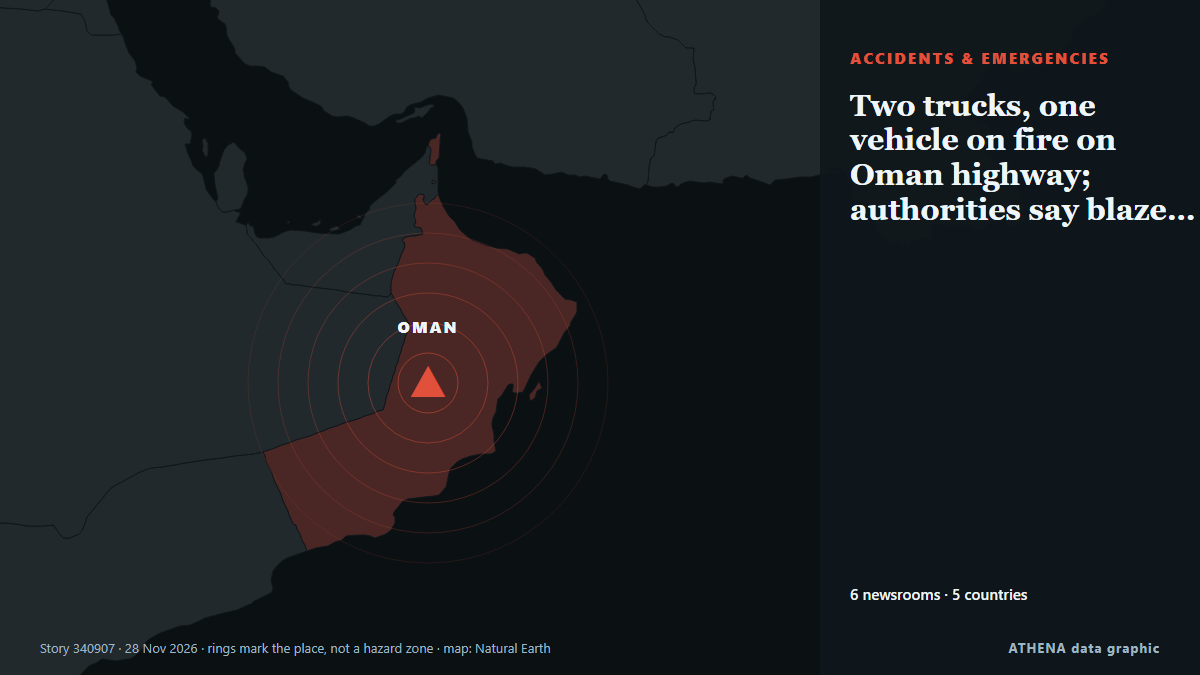 ACCIDENTS & EMERGENCIES
Two trucks, one
vehicle on fire on
Oman highway;
authorities say blaze...
OMAN
6 newsrooms · 5 countries
Story 340907 · 28 Nov 2026 · rings mark the place, not a hazard zone · map: Natural Earth
ATHENA data graphic